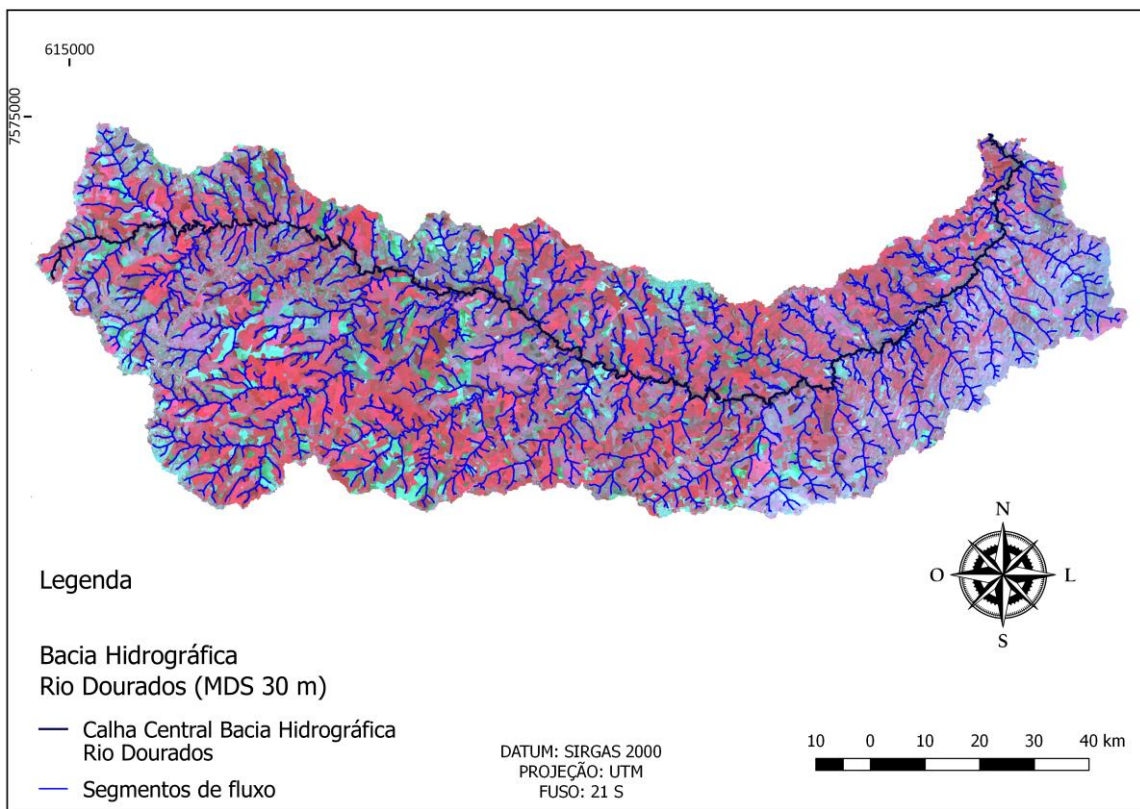 615000
7575000
N
O
L
S
Legenda
Bacia Hidrográfica
Rio Dourados (MDS 30 m)
Calha Central Bacia Hidrográfica
Rio Dourados
Segmentos de fluxo
DATUM: SIRGAS 2000
PROJEÇÃO: UTM
FUSO: 21 S
10 0 10 20 30 40 km